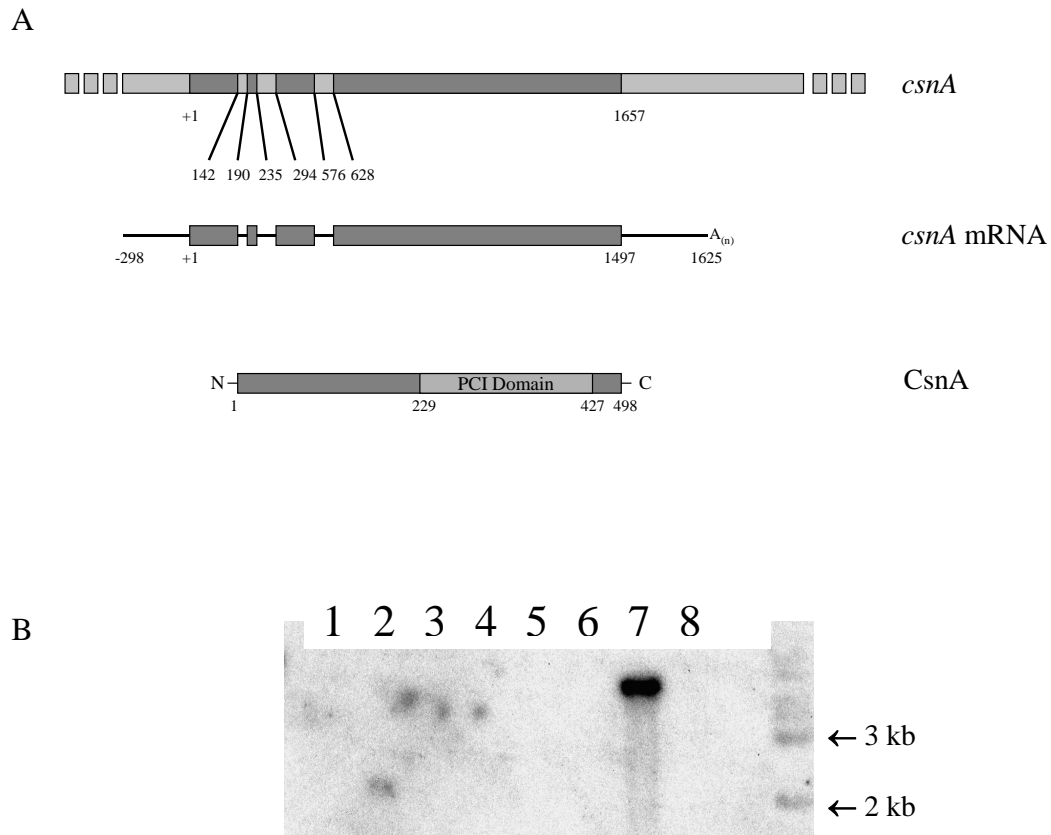 A
csnA
+1 1657
142 190 235 294 576 628
A(n)
csnA mRNA
-298 +1 1497 1625
N PCI Domain C
CsnA
1 229 427 498
B
1 2 3 4 5 6 7 8
← 3 kb
← 2 kb